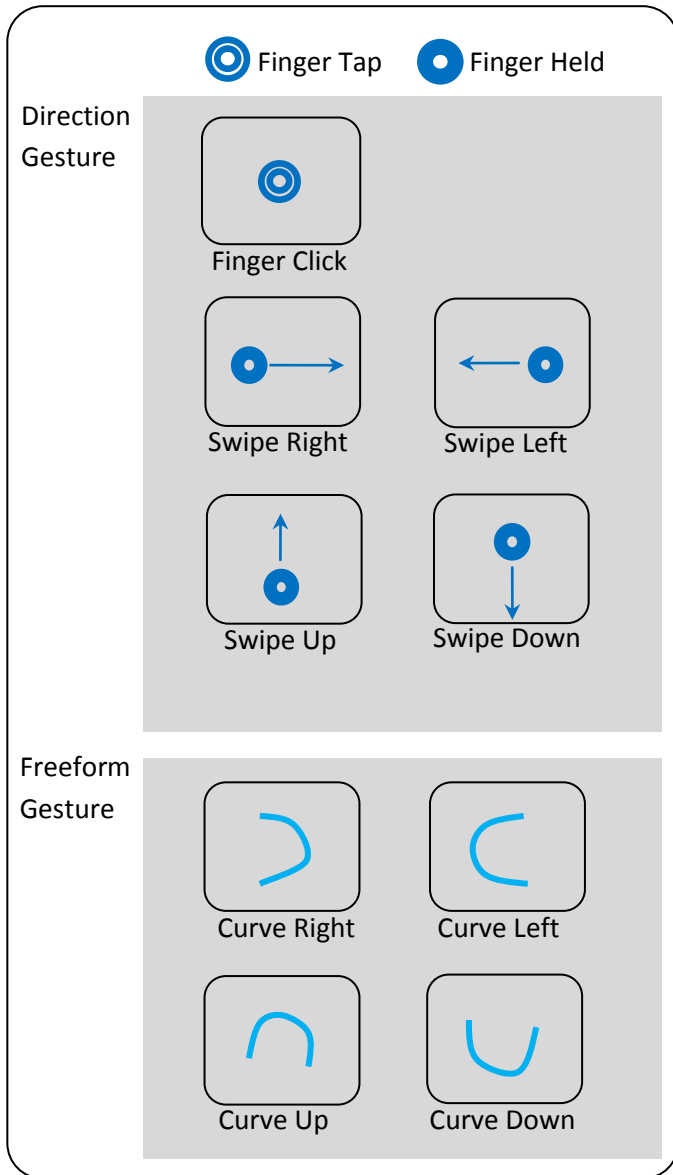 Finger Tap Finger Held
Direction
Gesture
Finger Click
Swipe Right Swipe Left
Swipe Up Swipe Down
Freeform
Gesture
Curve Right Curve Left
Curve Up Curve Down